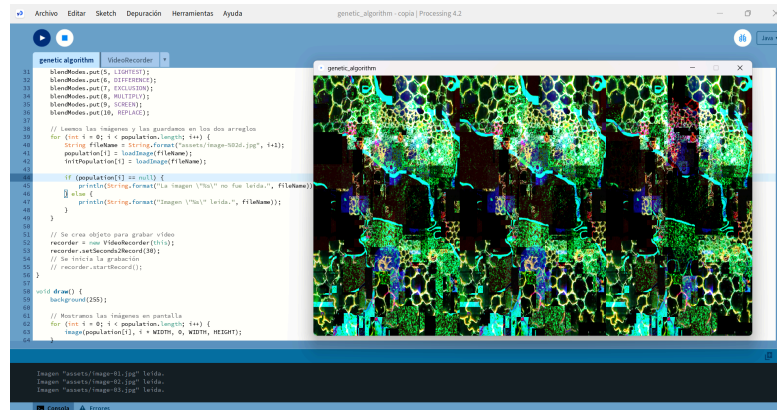 Archivo Editar Sketch Depuración Herramientas Ayuda
genetic_algorithm - copia | Processing 4.2
Java
genetic algorithm VideoRecorder
31 blendModes.put(5, LIGHTEST);
32 blendModes.put(6, DIFFERENCE);
33 blendModes.put(7, EXCLUSION);
34 blendModes.put(8, MULTIPLY);
35 blendModes.put(9, SCREEN);
36 blendModes.put(10, REPLACE);
37
38 // Leemos las imágenes y las guardamos en los dos arreglos
39 for (int i = 0; i < population.length; i++) {
40 String fileName = String.format("assets/image-%02d.jpg", i+1);
41 population[i] = loadImage(fileName);
42 initPopulation[i] = loadImage(fileName);
43
44 if (population[i] == null) {
45 println(String.format("La imagen \"%s\" no fue leída.", fileName))
46 } else {
47 println(String.format("Imagen \"%s\" leída.", fileName));
48 }
49 }
50
51 // Se crea objeto para grabar video
52 recorder = new VideoRecorder(this);
53 recorder.setSeconds2Record(30);
54 // Se inicia la grabación
55 // recorder.startRecord();
56 }
57
58 void draw() {
59 background(255);
60
61 // Mostramos las imágenes en pantalla
62 for (int i = 0; i < population.length; i++) {
63 image(population[i], i * WIDTH, 0, WIDTH, HEIGHT);
64 }
genetic_algorithm
Imagen "assets/image-01.jpg" leída.
Imagen "assets/image-02.jpg" leída.
Imagen "assets/image-03.jpg" leída.
Consola Errores